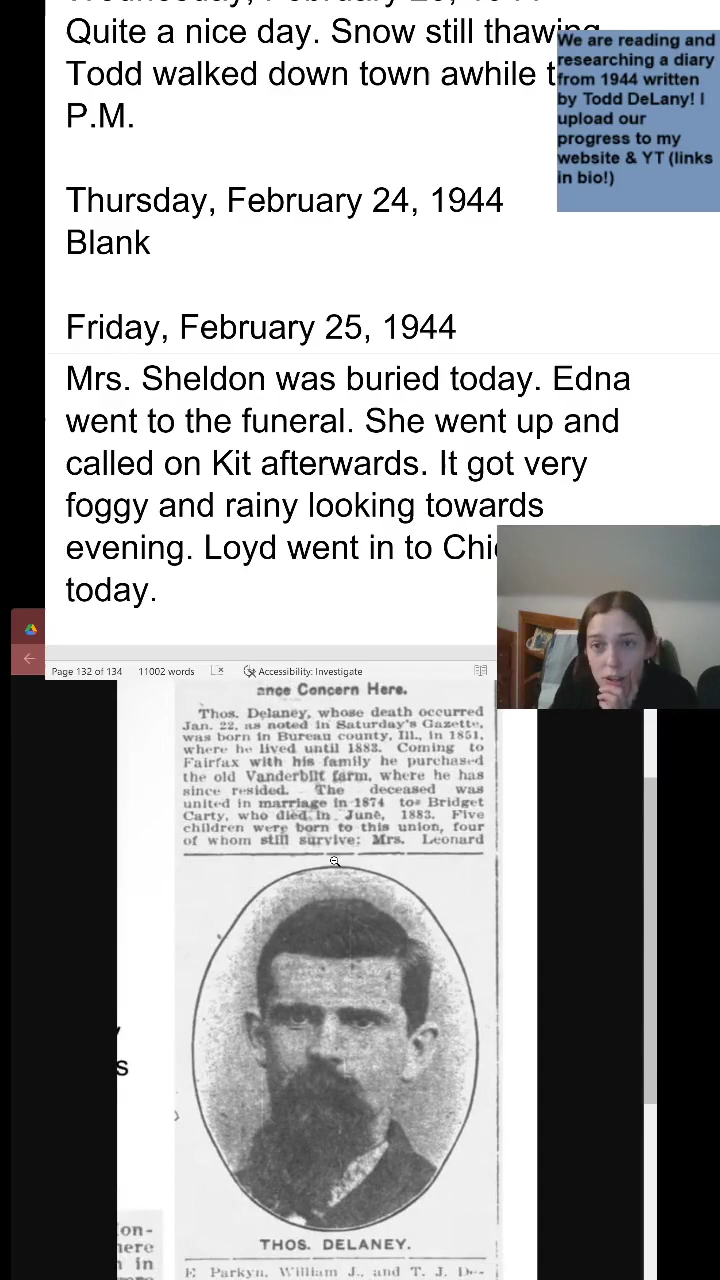 Quite a nice day. Snow still thawing.
Todd walked down town awhile
P.M.
We are reading and
researching a diary
from 1944 written
by Todd DeLany! I
upload our
progress to my
website & YT (links
in bio!)
Thursday, February 24, 1944
Blank
Friday, February 25, 1944
Mrs. Sheldon was buried today. Edna
went to the funeral. She went up and
called on Kit afterwards. It got very
foggy and rainy looking towards
evening. Loyd went in to
today.
Page 132 of 134 11002 words Accessibility: Investigate
ance Concern Here.
Thos. Delaney, whose death occurred
Jan. 22, as noted in Saturday's Gazette,
was born in Bureau county, Ill., in 1851,
where he lived until 1883. Coming to
Fairfax with his family he purchased
the old Vanderbilt farm, where he has
since resided. The deceased was
united in marriage in 1874 to Bridget
Carty, who died in June, 1883. Five
children were born to this union, four
of whom still survive: Mrs. Leonard
THOS. DELANEY.
E Parkyn, William J., and T. J. De-
s
on-
here
in